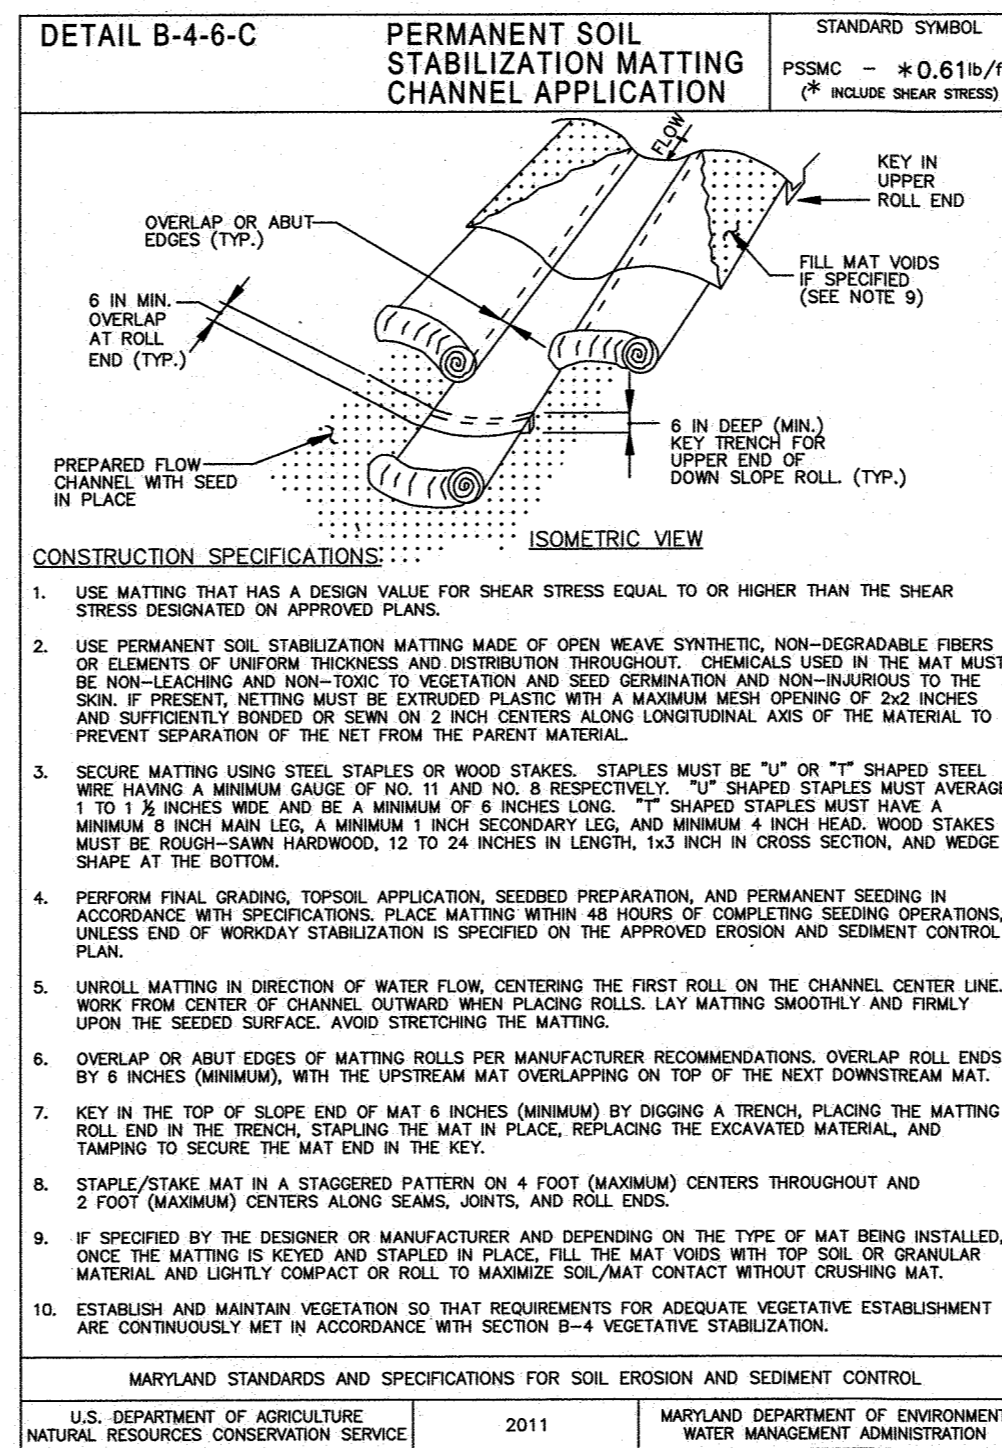 DETAIL B-4-6-C
PERMANENT SOIL
STABILIZATION MATTING
CHANNEL APPLICATION
STANDARD SYMBOL
PSSMC - *0.61lb/f
(* INCLUDE SHEAR STRESS)
FLOW
KEY IN
UPPER
ROLL END
OVERLAP OR ABUT
EDGES (TYP.)
FILL MAT VOIDS
IF SPECIFIED
(SEE NOTE 9)
6 IN MIN.
OVERLAP
AT ROLL
END (TYP.)
6 IN DEEP (MIN.)
KEY TRENCH FOR
UPPER END OF
DOWN SLOPE ROLL. (TYP.)
PREPARED FLOW
CHANNEL WITH SEED
IN PLACE
ISOMETRIC VIEW
CONSTRUCTION SPECIFICATIONS:
1. USE MATTING THAT HAS A DESIGN VALUE FOR SHEAR STRESS EQUAL TO OR HIGHER THAN THE SHEAR
STRESS DESIGNATED ON APPROVED PLANS.
2. USE PERMANENT SOIL STABILIZATION MATTING MADE OF OPEN WEAVE SYNTHETIC, NON-DEGRADABLE FIBERS
OR ELEMENTS OF UNIFORM THICKNESS AND DISTRIBUTION THROUGHOUT. CHEMICALS USED IN THE MAT MUST
BE NON-LEACHING AND NON-TOXIC TO VEGETATION AND SEED GERMINATION AND NON-INJURIOUS TO THE
SKIN. IF PRESENT, NETTING MUST BE EXTRUDED PLASTIC WITH A MAXIMUM MESH OPENING OF 2x2 INCHES
AND SUFFICIENTLY BONDED OR SEWN ON 2 INCH CENTERS ALONG LONGITUDINAL AXIS OF THE MATERIAL TO
PREVENT SEPARATION OF THE NET FROM THE PARENT MATERIAL.
3. SECURE MATTING USING STEEL STAPLES OR WOOD STAKES. STAPLES MUST BE "U" OR "T" SHAPED STEEL
WIRE HAVING A MINIMUM GAUGE OF NO. 11 AND NO. 8 RESPECTIVELY. "U" SHAPED STAPLES MUST AVERAGE
1 TO 1 ½ INCHES WIDE AND BE A MINIMUM OF 6 INCHES LONG. "T" SHAPED STAPLES MUST HAVE A
MINIMUM 8 INCH MAIN LEG, A MINIMUM 1 INCH SECONDARY LEG, AND MINIMUM 4 INCH HEAD. WOOD STAKES
MUST BE ROUGH-SAWN HARDWOOD, 12 TO 24 INCHES IN LENGTH, 1x3 INCH IN CROSS SECTION, AND WEDGE
SHAPE AT THE BOTTOM.
4. PERFORM FINAL GRADING, TOPSOIL APPLICATION, SEEDBED PREPARATION, AND PERMANENT SEEDING IN
ACCORDANCE WITH SPECIFICATIONS. PLACE MATTING WITHIN 48 HOURS OF COMPLETING SEEDING OPERATIONS,
UNLESS END OF WORKDAY STABILIZATION IS SPECIFIED ON THE APPROVED EROSION AND SEDIMENT CONTROL
PLAN.
5. UNROLL MATTING IN DIRECTION OF WATER FLOW, CENTERING THE FIRST ROLL ON THE CHANNEL CENTER LINE.
WORK FROM CENTER OF CHANNEL OUTWARD WHEN PLACING ROLLS. LAY MATTING SMOOTHLY AND FIRMLY
UPON THE SEEDED SURFACE. AVOID STRETCHING THE MATTING.
6. OVERLAP OR ABUT EDGES OF MATTING ROLLS PER MANUFACTURER RECOMMENDATIONS. OVERLAP ROLL ENDS
BY 6 INCHES (MINIMUM), WITH THE UPSTREAM MAT OVERLAPPING ON TOP OF THE NEXT DOWNSTREAM MAT.
7. KEY IN THE TOP OF SLOPE END OF MAT 6 INCHES (MINIMUM) BY DIGGING A TRENCH, PLACING THE MATTING
ROLL END IN THE TRENCH, STAPLING THE MAT IN PLACE, REPLACING THE EXCAVATED MATERIAL, AND
TAMPING TO SECURE THE MAT END IN THE KEY.
8. STAPLE/STAKE MAT IN A STAGGERED PATTERN ON 4 FOOT (MAXIMUM) CENTERS THROUGHOUT AND
2 FOOT (MAXIMUM) CENTERS ALONG SEAMS, JOINTS, AND ROLL ENDS.
9. IF SPECIFIED BY THE DESIGNER OR MANUFACTURER AND DEPENDING ON THE TYPE OF MAT BEING INSTALLED,
ONCE THE MATTING IS KEYED AND STAPLED IN PLACE, FILL THE MAT VOIDS WITH TOP SOIL OR GRANULAR
MATERIAL AND LIGHTLY COMPACT OR ROLL TO MAXIMIZE SOIL/MAT CONTACT WITHOUT CRUSHING MAT.
10. ESTABLISH AND MAINTAIN VEGETATION SO THAT REQUIREMENTS FOR ADEQUATE VEGETATIVE ESTABLISHMENT
ARE CONTINUOUSLY MET IN ACCORDANCE WITH SECTION B-4 VEGETATIVE STABILIZATION.
MARYLAND STANDARDS AND SPECIFICATIONS FOR SOIL EROSION AND SEDIMENT CONTROL
U.S. DEPARTMENT OF AGRICULTURE
NATURAL RESOURCES CONSERVATION SERVICE
2011
MARYLAND DEPARTMENT OF ENVIRONMENT
WATER MANAGEMENT ADMINISTRATION